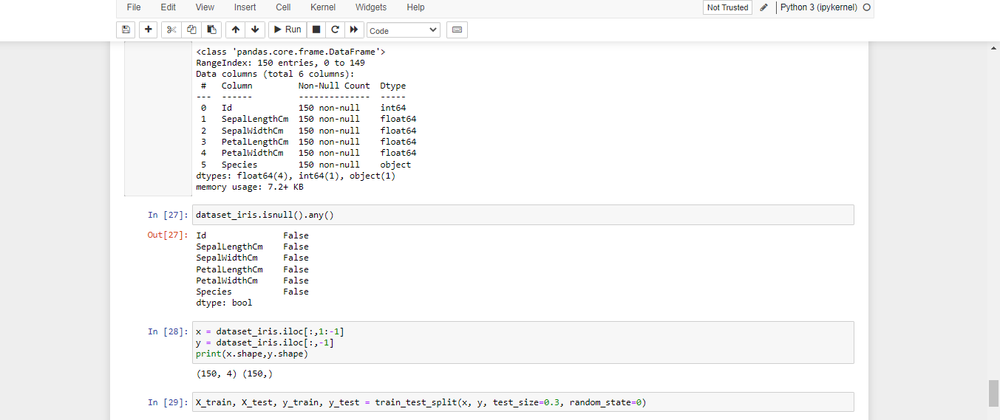 File Edit View Insert Cell Kernel Widgets Help Not Trusted Python 3 (ipykernel)
Run Code
<class 'pandas.core.frame.DataFrame'>
RangeIndex: 150 entries, 0 to 149
Data columns (total 6 columns):
 #   Column         Non-Null Count  Dtype
---  ------         --------------  -----
 0   Id             150 non-null    int64
 1   SepalLengthCm  150 non-null    float64
 2   SepalWidthCm   150 non-null    float64
 3   PetalLengthCm  150 non-null    float64
 4   PetalWidthCm   150 non-null    float64
 5   Species        150 non-null    object
dtypes: float64(4), int64(1), object(1)
memory usage: 7.2+ KB
In [27]: dataset_iris.isnull().any()
Out[27]: Id               False
SepalLengthCm    False
SepalWidthCm     False
PetalLengthCm    False
PetalWidthCm     False
Species          False
dtype: bool
In [28]: x = dataset_iris.iloc[:,1:-1]
y = dataset_iris.iloc[:,-1]
print(x.shape,y.shape)
(150, 4) (150,)
In [29]: X_train, X_test, y_train, y_test = train_test_split(x, y, test_size=0.3, random_state=0)